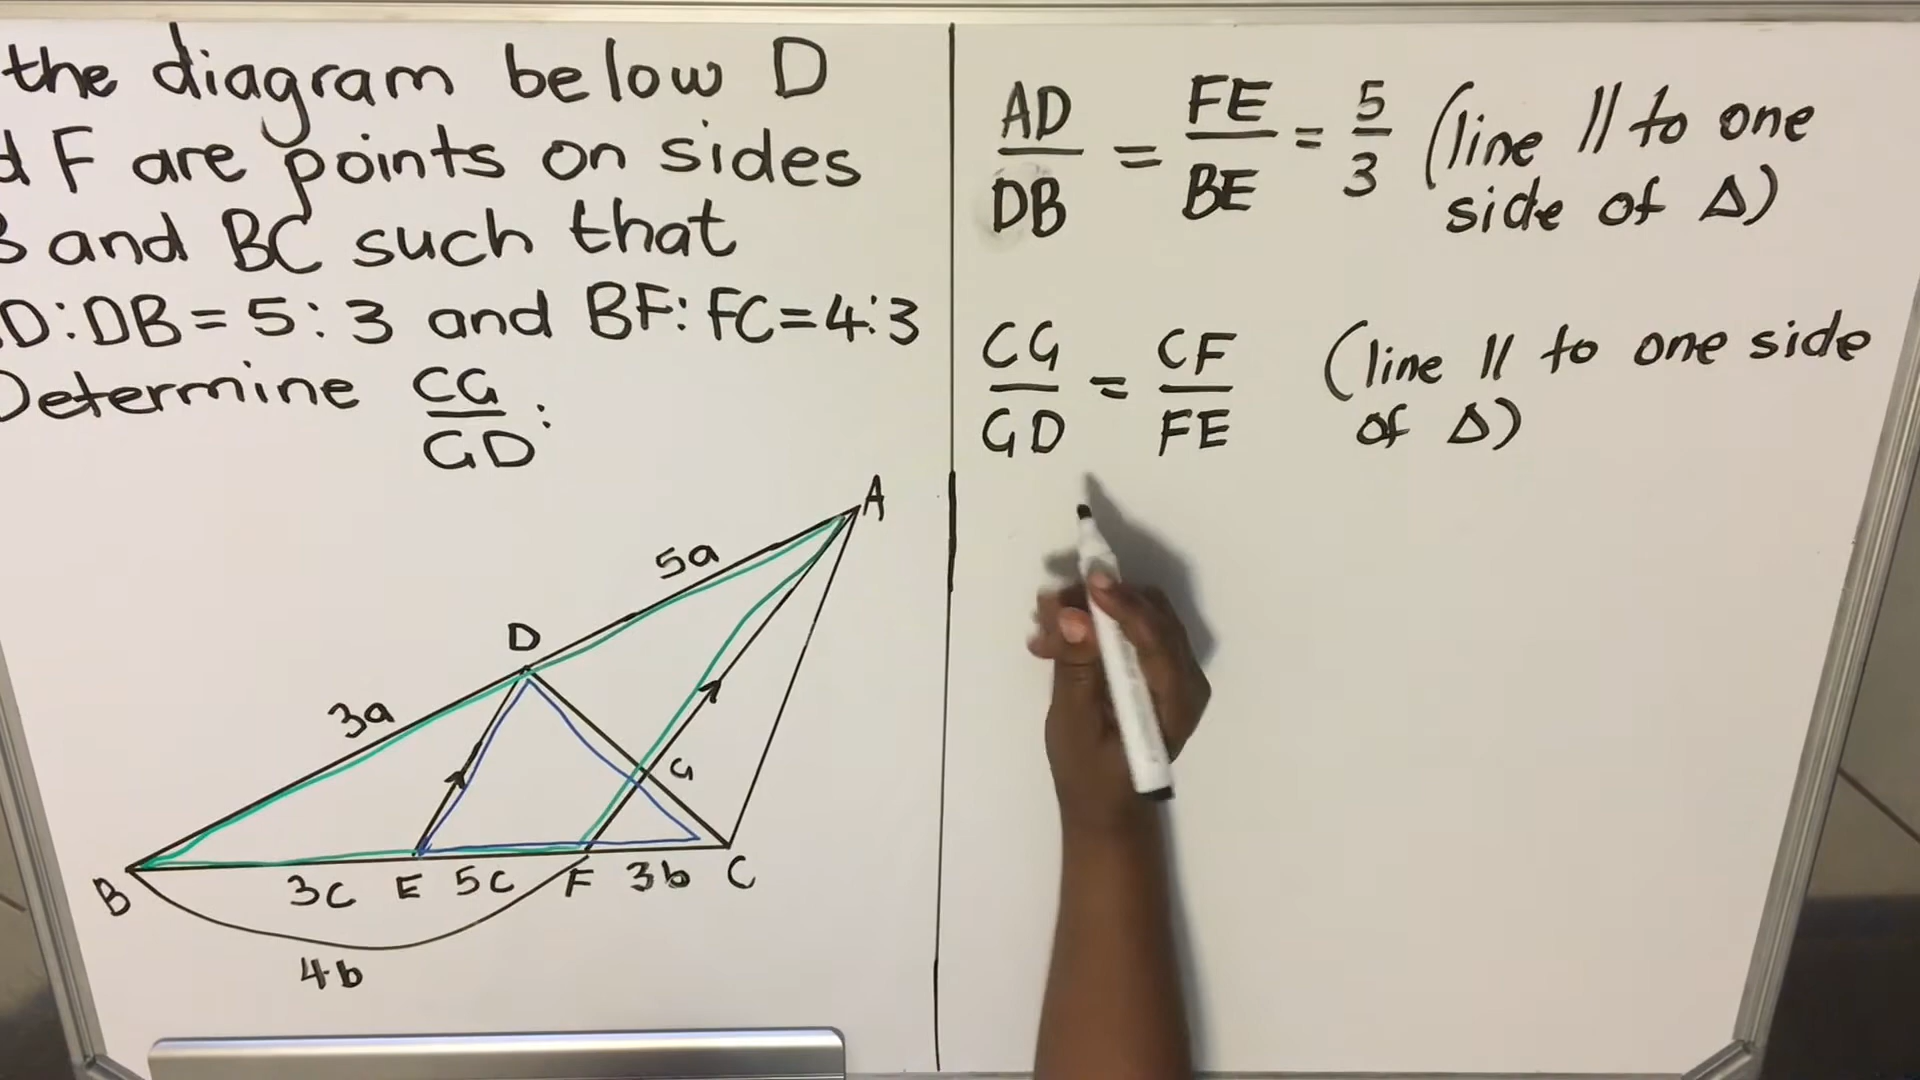 the diagram below D
d F are points on sides
B and BC such that
D:DB = 5:3 and BF:FC=4:3
Determine CG/GD:
A
5a
D
3a
G
B 3c E 5c F 3b C
4b
AD/DB = FE/BE = 5/3 (line || to one
side of Δ)
CG/GD = CF/FE (line || to one side
of Δ)